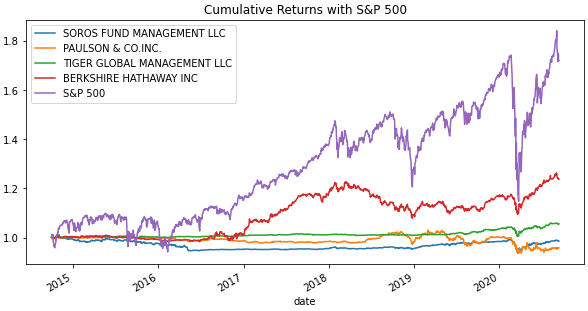 Cumulative Returns with S&P 500
SOROS FUND MANAGEMENT LLC
PAULSON & CO.INC.
TIGER GLOBAL MANAGEMENT LLC
BERKSHIRE HATHAWAY INC
S&P 500
1.8
1.6
1.4
1.2
1.0
2015
2016
2017
2018
2019
2020
date